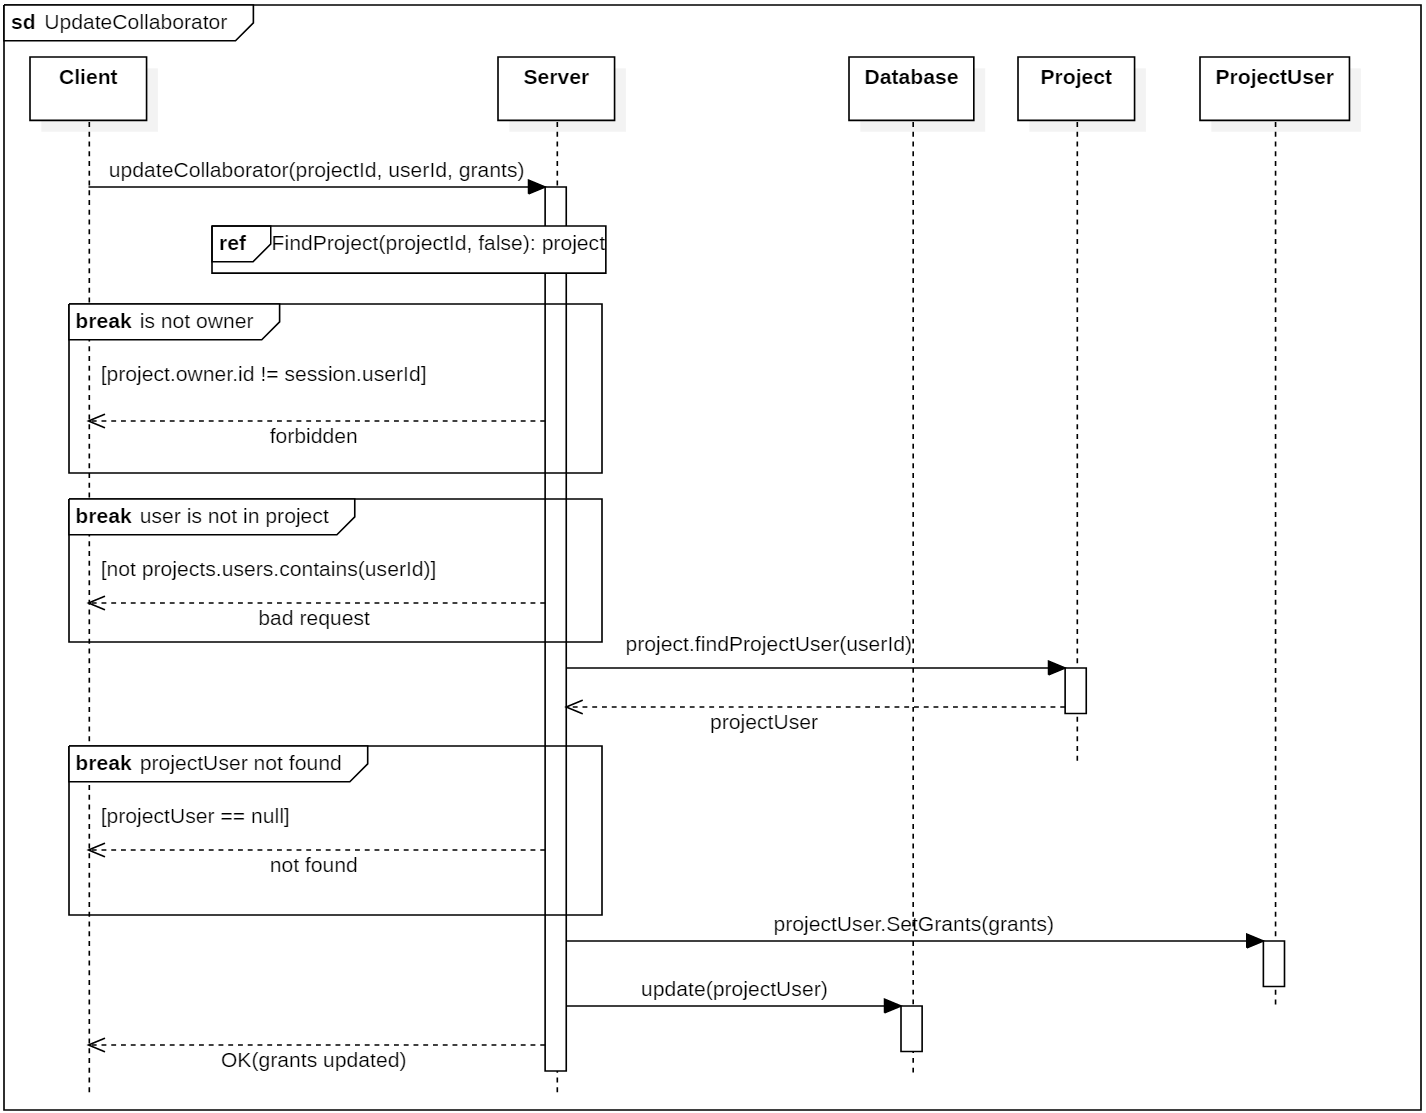 sd UpdateCollaborator
Client
Server
Database
Project
ProjectUser
updateCollaborator(projectId, userId, grants)
ref FindProject(projectId, false): project
break is not owner
[project.owner.id != session.userId]
forbidden
break user is not in project
[not projects.users.contains(userId)]
bad request
project.findProjectUser(userId)
projectUser
break projectUser not found
[projectUser == null]
not found
projectUser.SetGrants(grants)
update(projectUser)
OK(grants updated)